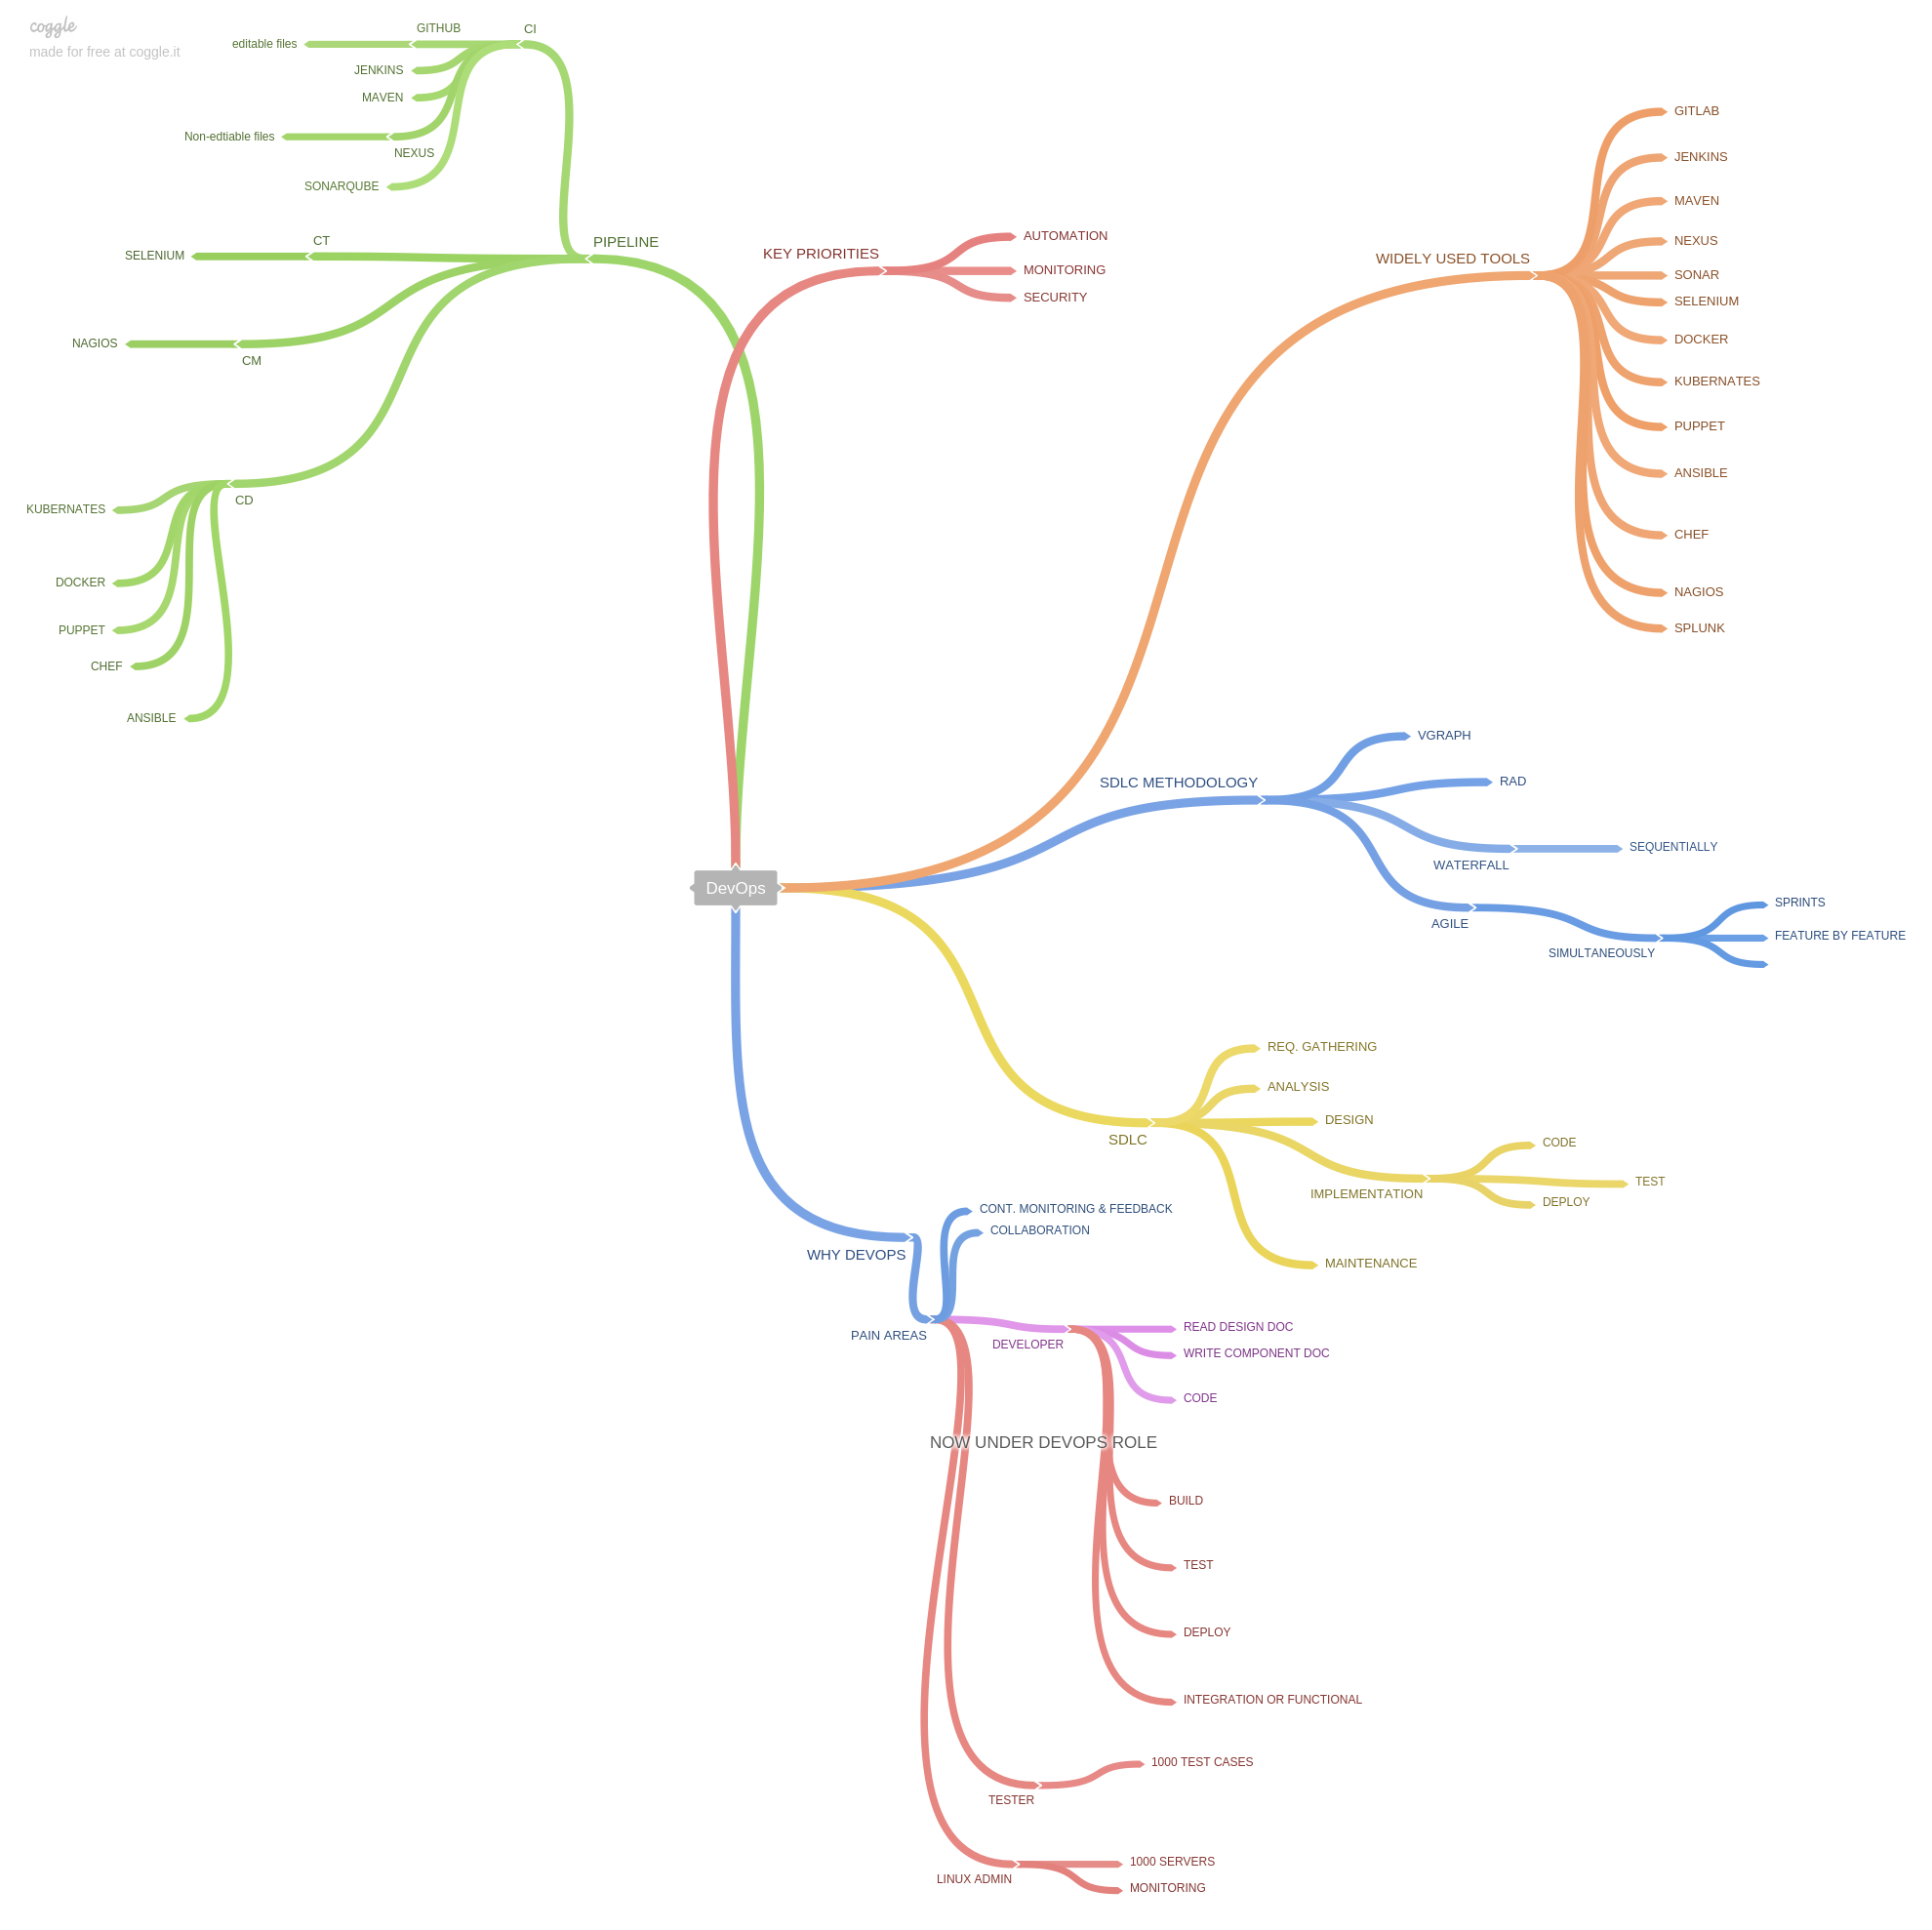 coggle
made for free at coggle.it
CI
GITHUB
editable files
JENKINS
MAVEN
Non-edtiable files
NEXUS
SONARQUBE
PIPELINE
CT
SELENIUM
NAGIOS
CM
CD
KUBERNATES
DOCKER
PUPPET
CHEF
ANSIBLE
KEY PRIORITIES
AUTOMATION
MONITORING
SECURITY
WIDELY USED TOOLS
GITLAB
JENKINS
MAVEN
NEXUS
SONAR
SELENIUM
DOCKER
KUBERNATES
PUPPET
ANSIBLE
CHEF
NAGIOS
SPLUNK
DevOps
SDLC METHODOLOGY
VGRAPH
RAD
WATERFALL
SEQUENTIALLY
AGILE
SIMULTANEOUSLY
SPRINTS
FEATURE BY FEATURE
SDLC
REQ. GATHERING
ANALYSIS
DESIGN
IMPLEMENTATION
CODE
TEST
DEPLOY
MAINTENANCE
WHY DEVOPS
PAIN AREAS
CONT. MONITORING & FEEDBACK
COLLABORATION
DEVELOPER
READ DESIGN DOC
WRITE COMPONENT DOC
CODE
NOW UNDER DEVOPS ROLE
BUILD
TEST
DEPLOY
INTEGRATION OR FUNCTIONAL
TESTER
1000 TEST CASES
LINUX ADMIN
1000 SERVERS
MONITORING